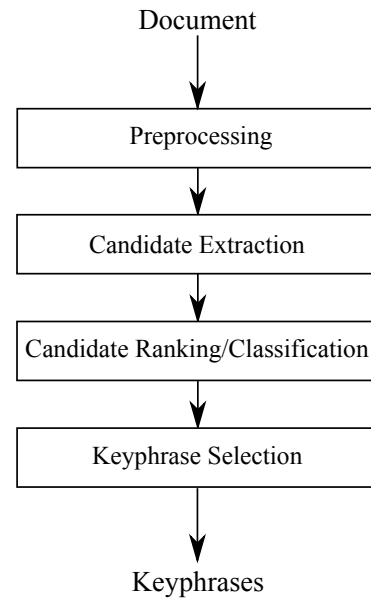 Document
Preprocessing
Candidate Extraction
Candidate Ranking/Classification
Keyphrase Selection
Keyphrases